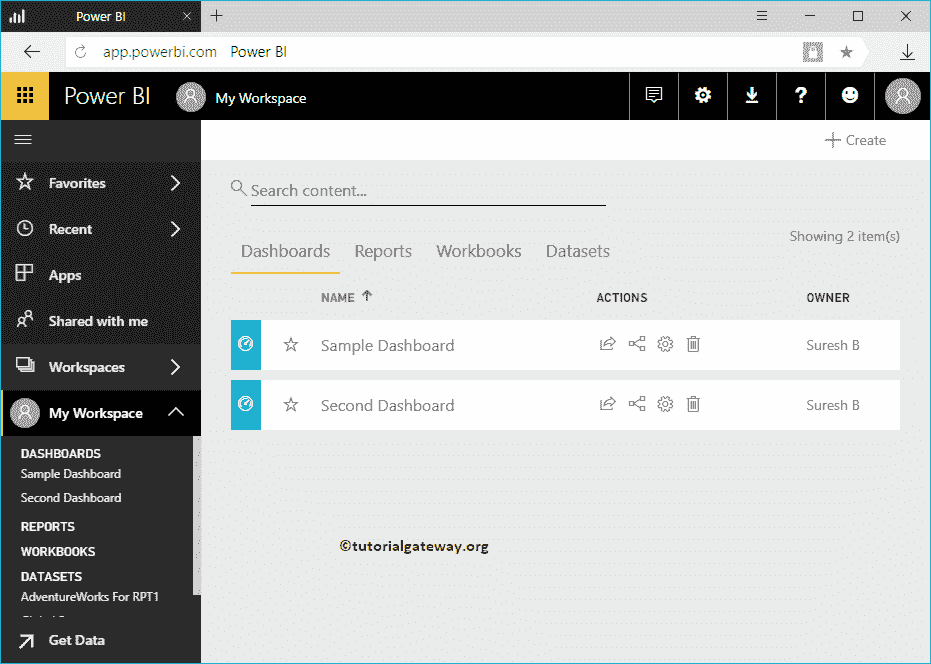 Power BI
app.powerbi.com Power BI
Power BI My Workspace
Create
Favorites
Recent
Apps
Shared with me
Workspaces
My Workspace
DASHBOARDS
Sample Dashboard
Second Dashboard
REPORTS
WORKBOOKS
DATASETS
AdventureWorks For RPT1
Get Data
Search content...
Showing 2 item(s)
Dashboards Reports Workbooks Datasets
NAME ACTIONS OWNER
Sample Dashboard Suresh B
Second Dashboard Suresh B
©tutorialgateway.org